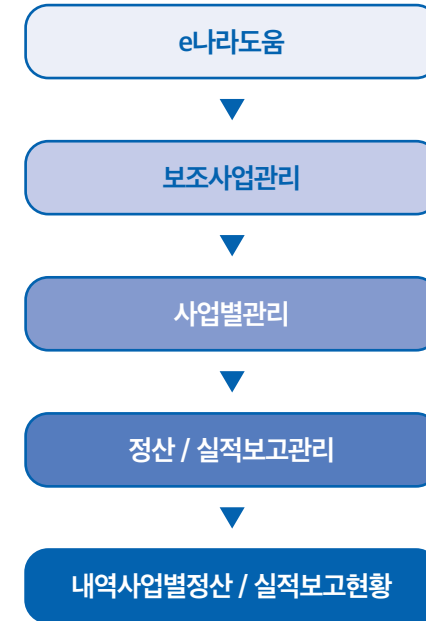 e나라도움
보조사업관리
사업별관리
정산 / 실적보고관리
내역사업별정산 / 실적보고현황